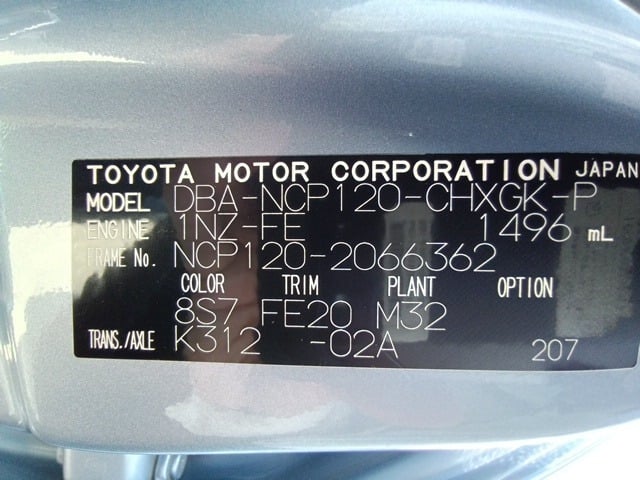 TOYOTA MOTOR CORPORATION JAPAN
MODEL DBA-NCP120-CHXGK-P
ENGINE 1NZ-FE 1496 mL
FRAME No. NCP120-2066362
COLOR TRIM PLANT OPTION
8S7 FE20 M32
TRANS./AXLE K312 -02A 207